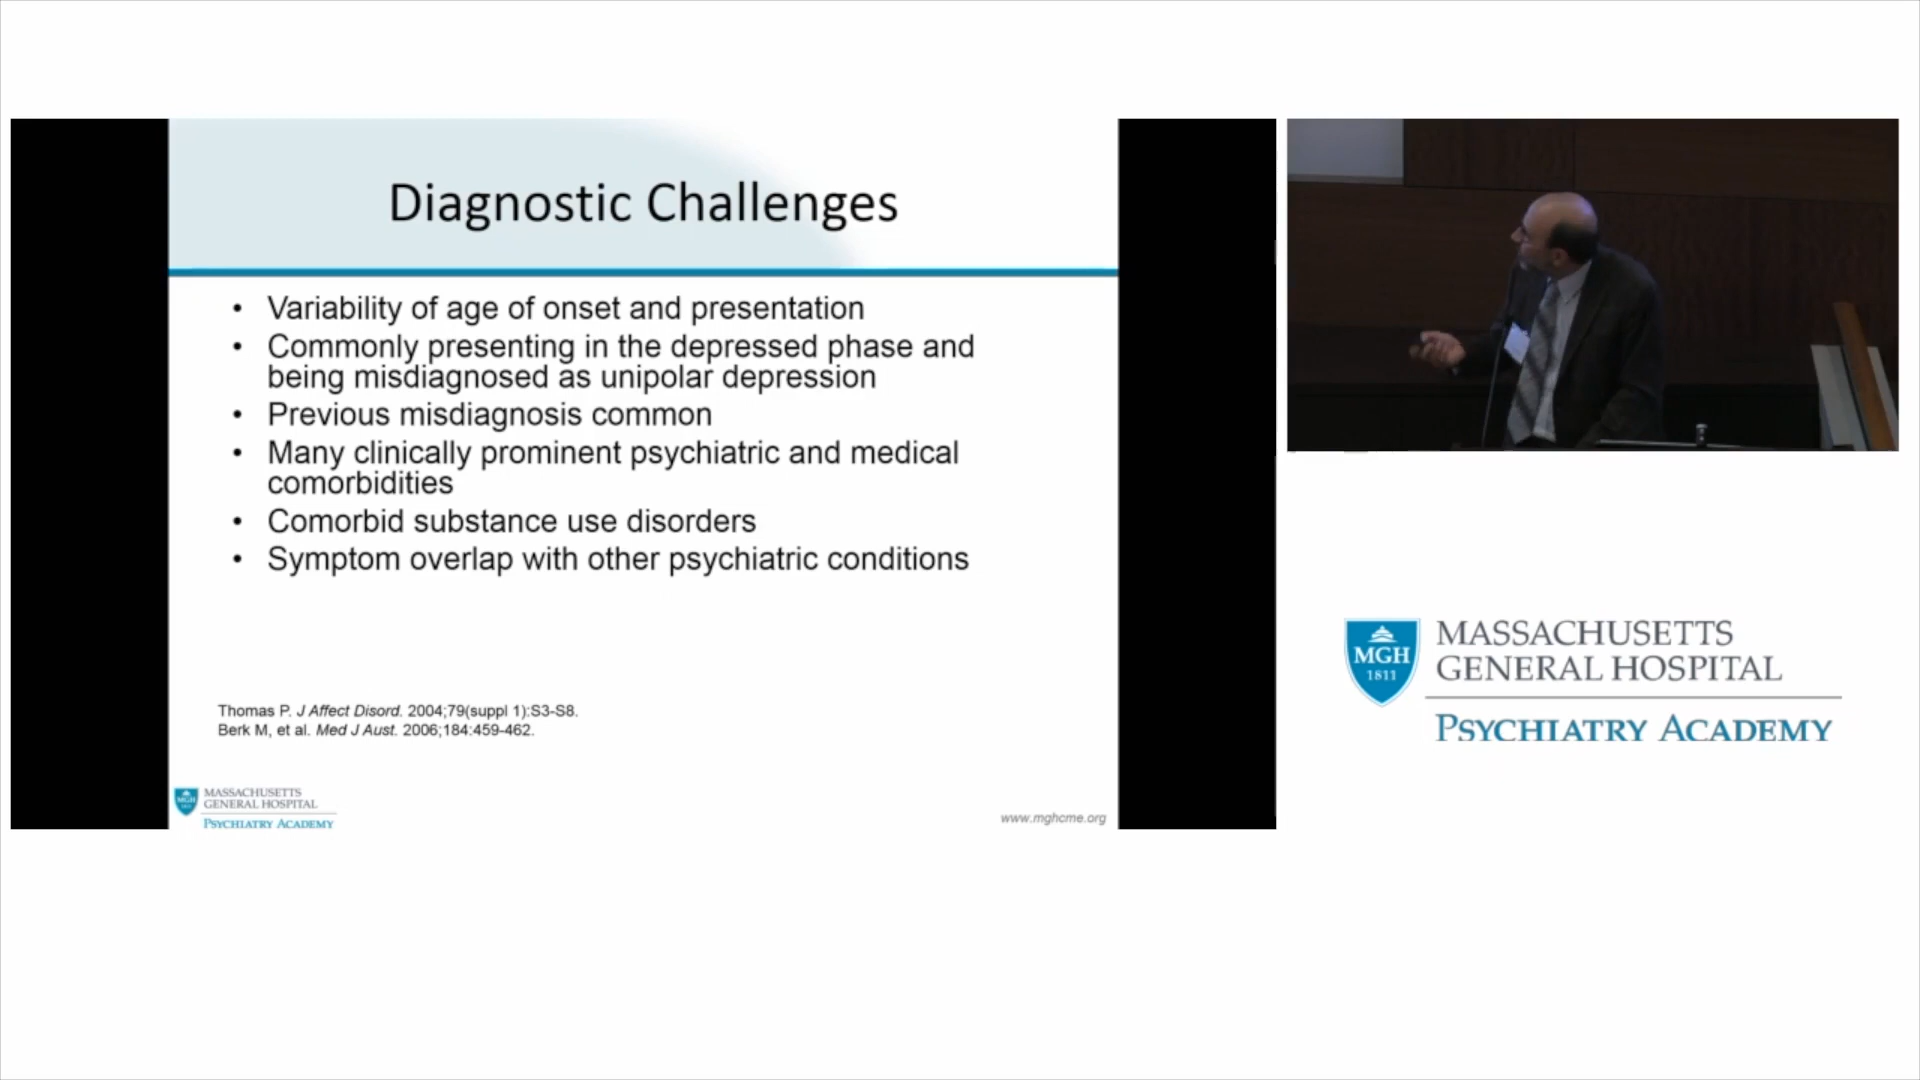 Diagnostic Challenges
• Variability of age of onset and presentation
• Commonly presenting in the depressed phase and
being misdiagnosed as unipolar depression
• Previous misdiagnosis common
• Many clinically prominent psychiatric and medical
comorbidities
• Comorbid substance use disorders
• Symptom overlap with other psychiatric conditions
Thomas P. J Affect Disord. 2004;79(suppl 1):S3-S8.
Berk M, et al. Med J Aust. 2006;184:459-462.
MGH
MASSACHUSETTS
GENERAL HOSPITAL
PSYCHIATRY ACADEMY
www.mghcme.org
MGH
1811
MASSACHUSETTS
GENERAL HOSPITAL
PSYCHIATRY ACADEMY